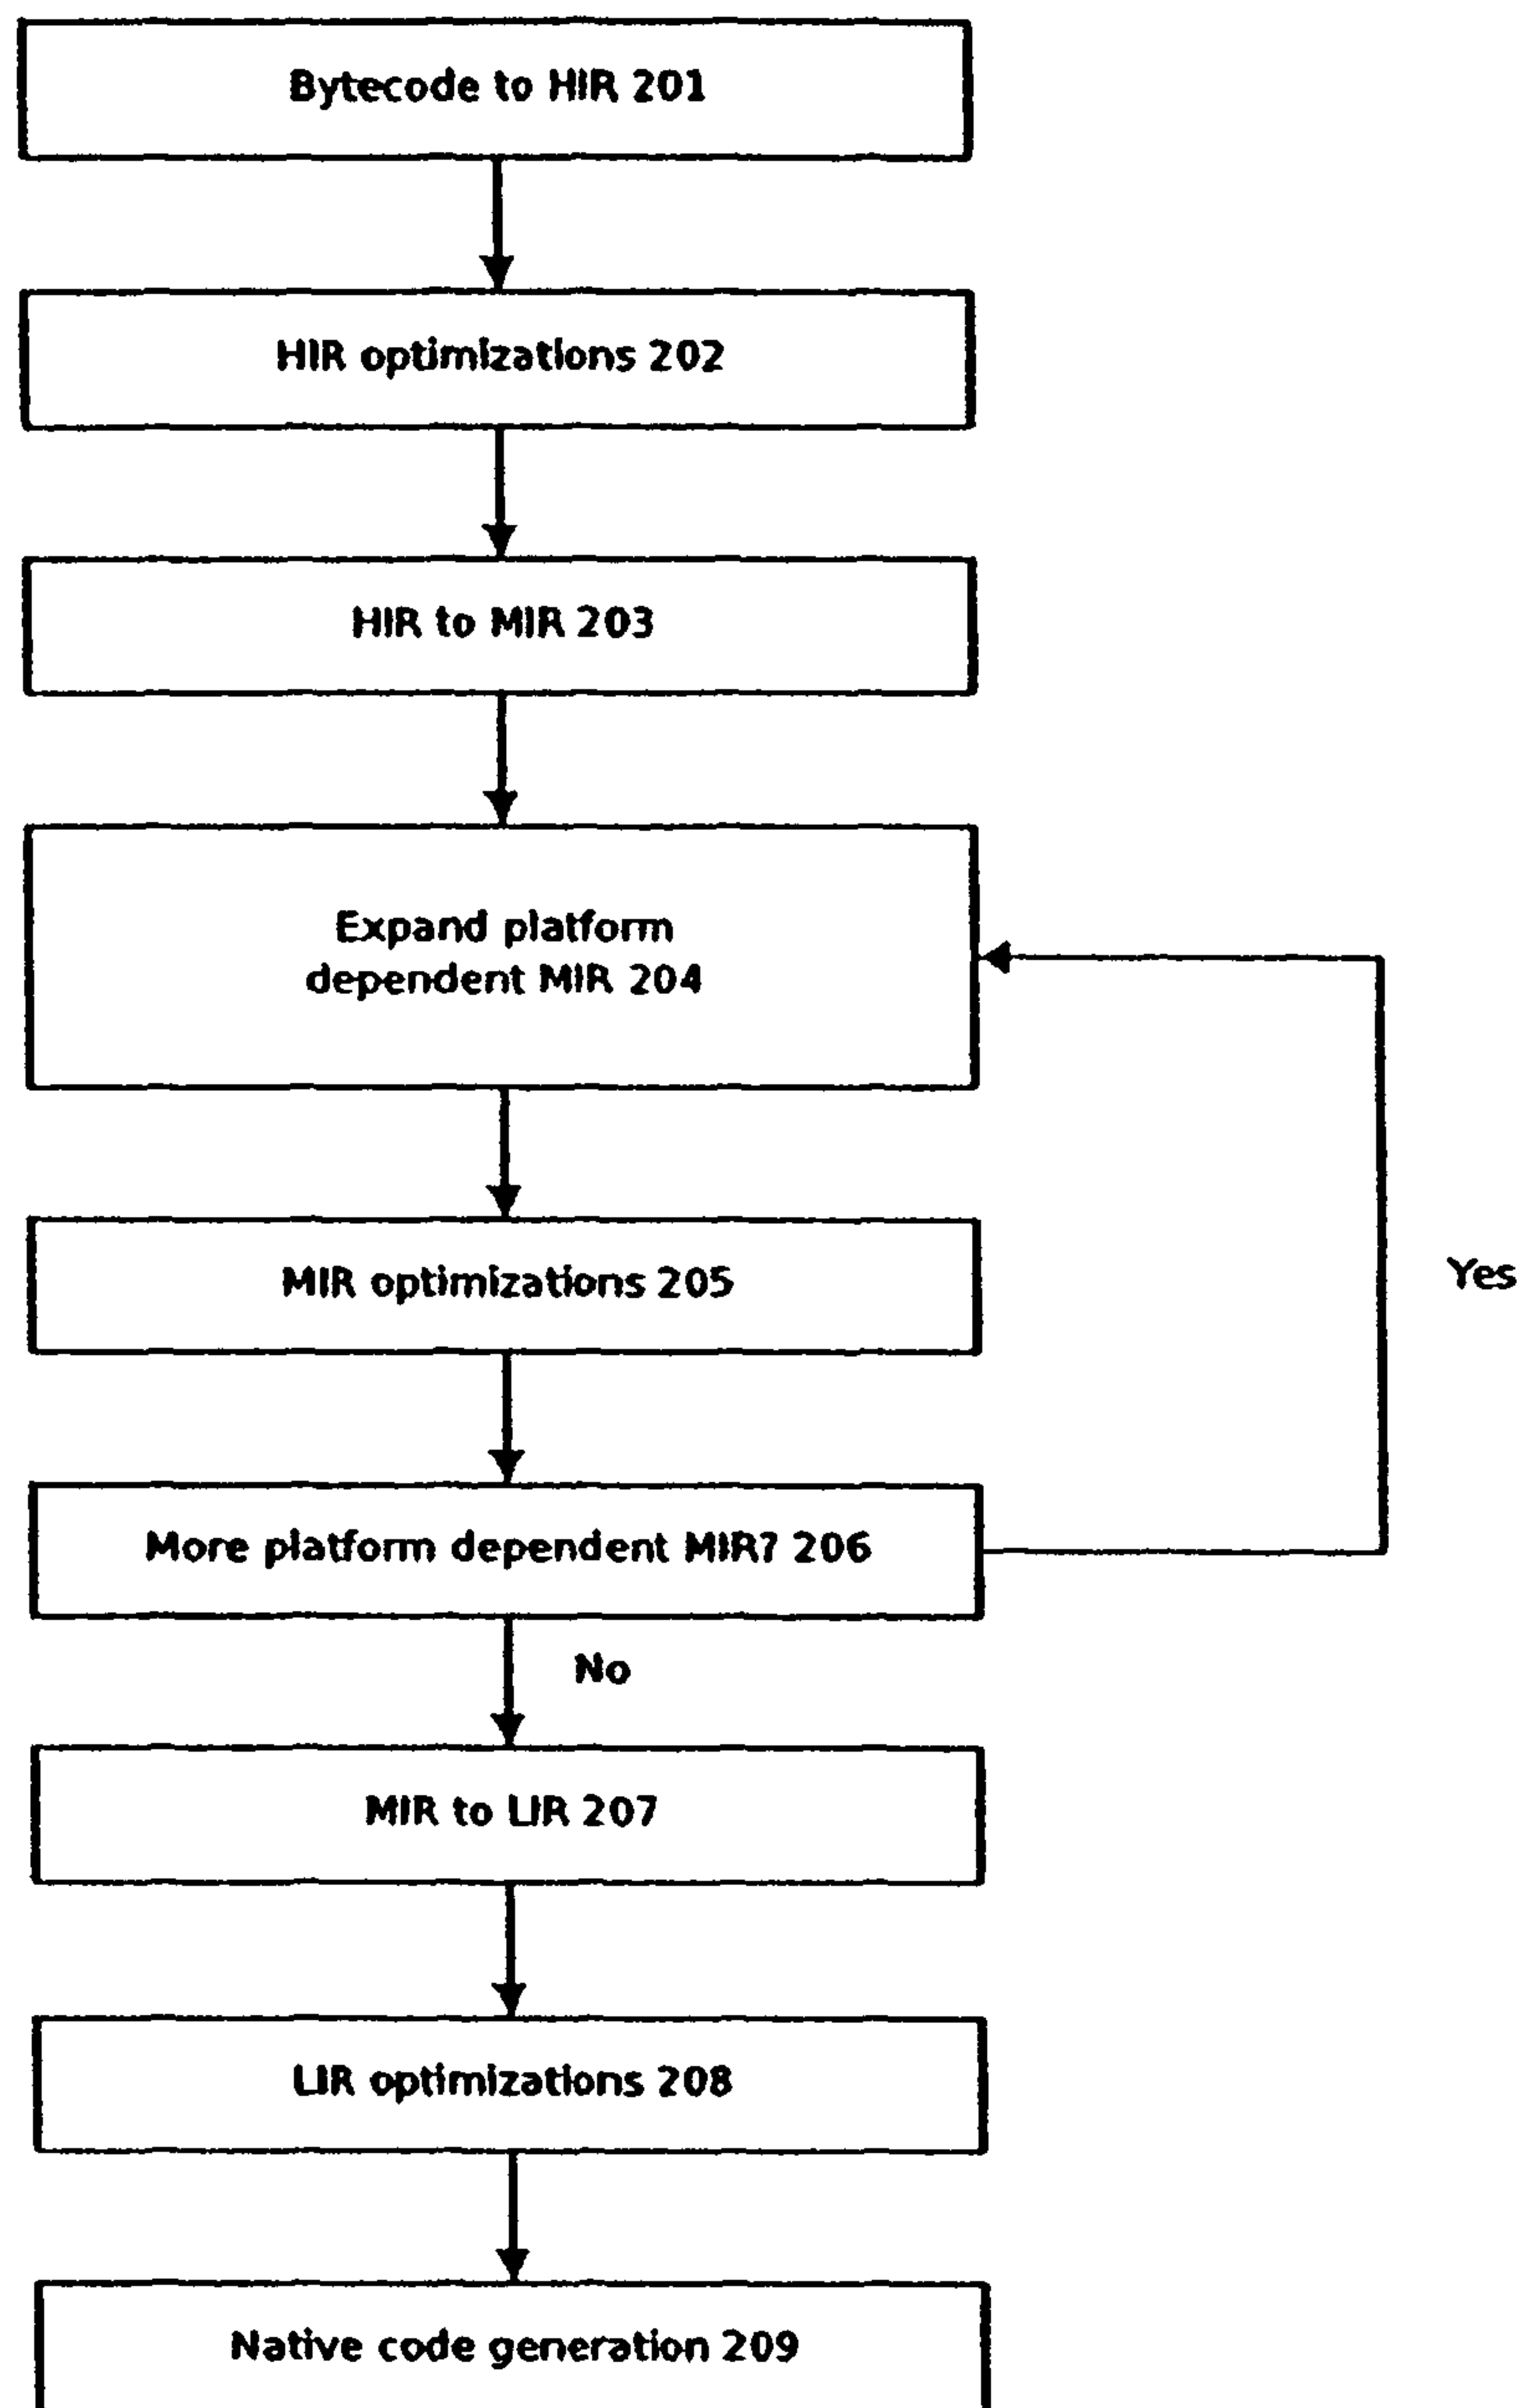 Bytecode to HIR 201
HIR optimizations 202
HIR to MIR 203
Expand platform
dependent MIR 204
MIR optimizations 205
Yes
More platform dependent MIR? 206
No
MIR to LIR 207
LIR optimizations 208
Native code generation 209